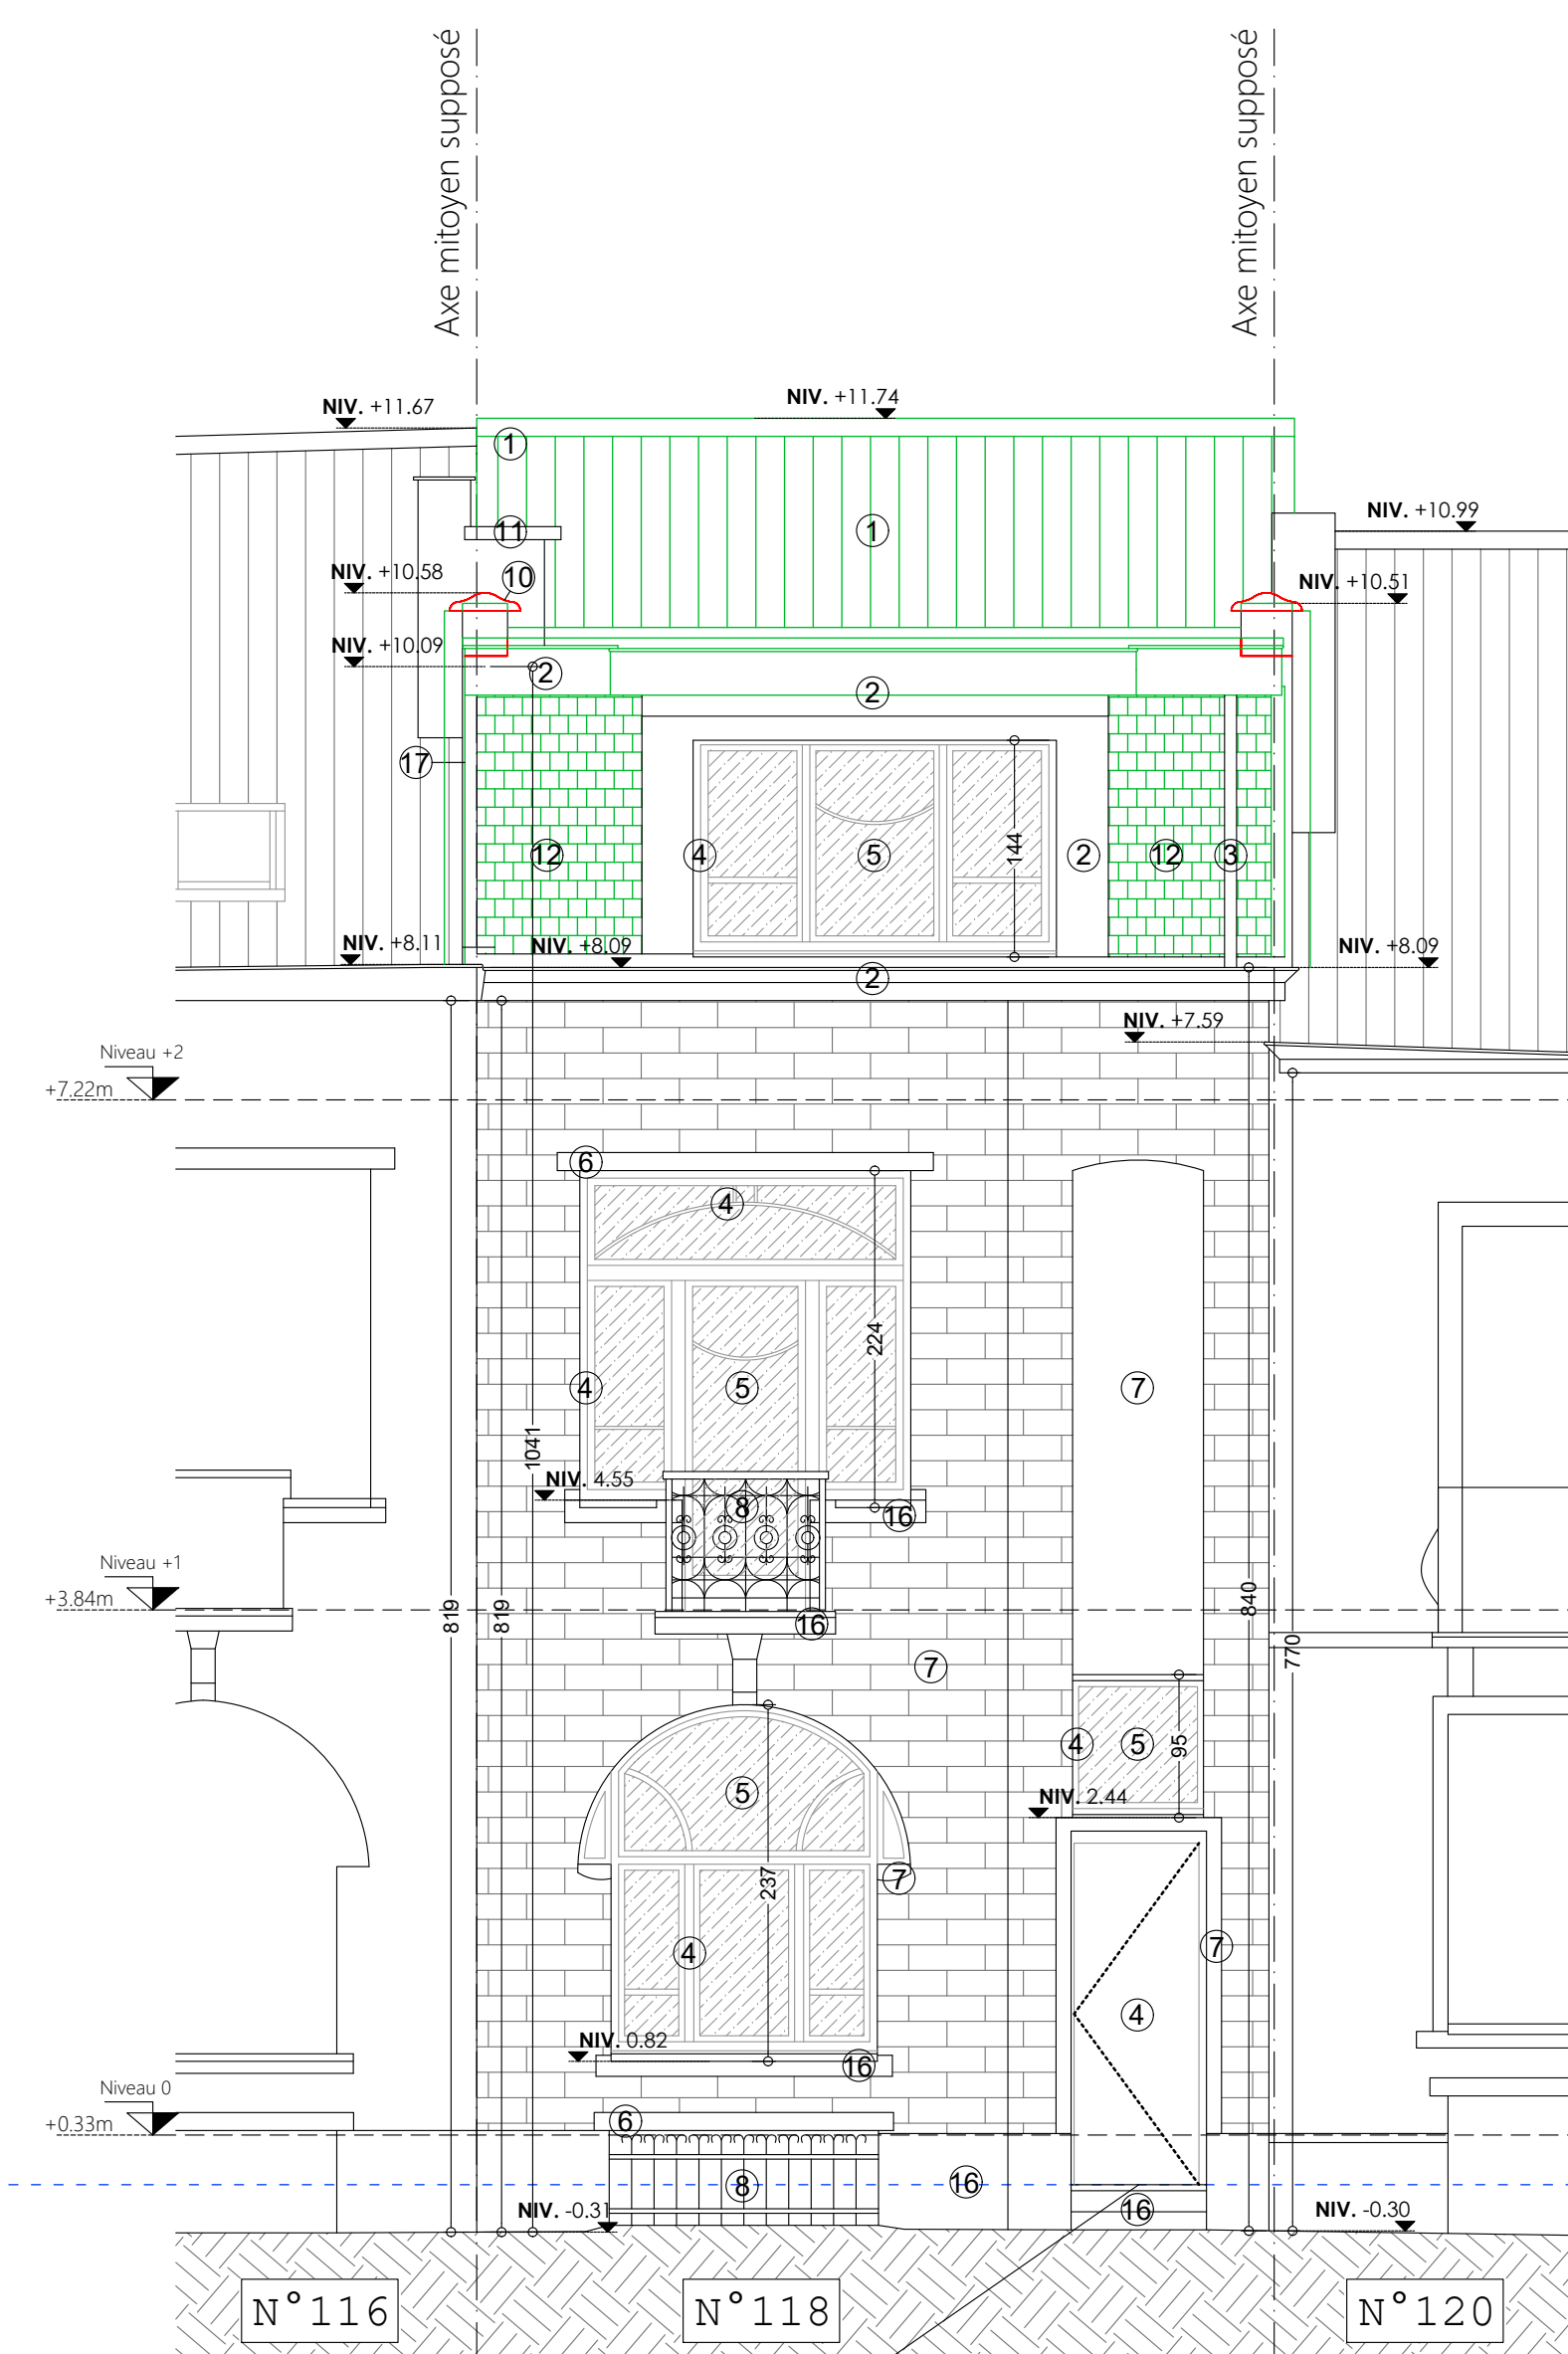 Axe mitoyen supposé
Axe mitoyen supposé
NIV. +11.74
NIV. +11.67
1
11
1
NIV. +10.99
NIV. +10.58
10
NIV. +10.51
NIV. +10.09
2
2
17
12
4
5
144
2
12
3
NIV. +8.11
NIV. +8.09
NIV. +8.09
2
NIV. +7.59
Niveau +2
+7.22m
6
4
224
4
5
7
1041
NIV. 4.55
8
16
Niveau +1
+3.84m
819
819
16
840
770
7
4
5
95
5
NIV. 2.44
237
7
4
7
4
NIV. 0.82
16
Niveau 0
+0.33m
6
8
16
16
NIV. -0.31
NIV. -0.30
N°116
N°118
N°120